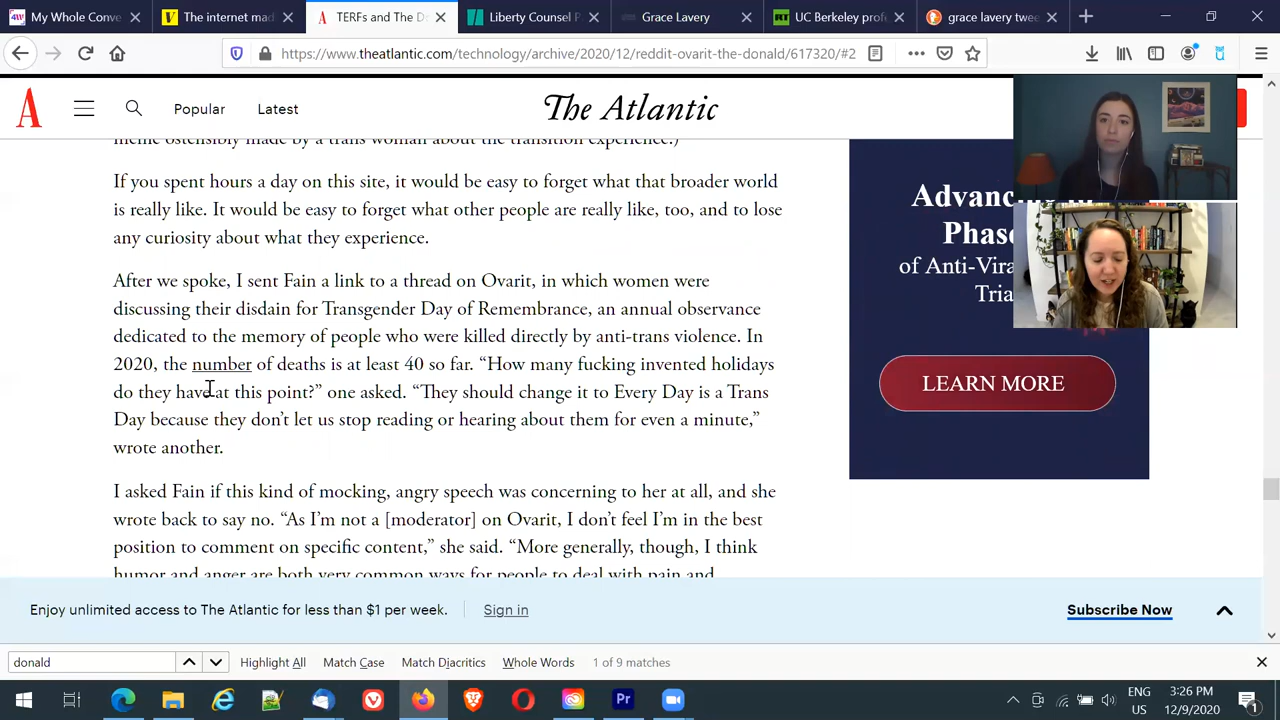 My Whole Conve
The internet mad
TERFs and The D
Liberty Counsel P
Grace Lavery
UC Berkeley prof
grace lavery twee
https://www.theatlantic.com/technology/archive/2020/12/reddit-ovarit-the-donald/617320/#2
Popular
Latest
The Atlantic
meme ostensibly made by a trans woman about the transition experience.)
If you spent hours a day on this site, it would be easy to forget what that broader world
is really like. It would be easy to forget what other people are really like, too, and to lose
any curiosity about what they experience.
After we spoke, I sent Fain a link to a thread on Ovarit, in which women were
discussing their disdain for Transgender Day of Remembrance, an annual observance
dedicated to the memory of people who were killed directly by anti-trans violence. In
2020, the number of deaths is at least 40 so far. “How many fucking invented holidays
do they have at this point?” one asked. “They should change it to Every Day is a Trans
Day because they don’t let us stop reading or hearing about them for even a minute,”
wrote another.
I asked Fain if this kind of mocking, angry speech was concerning to her at all, and she
wrote back to say no. “As I’m not a [moderator] on Ovarit, I don’t feel I’m in the best
position to comment on specific content,” she said. “More generally, though, I think
humor and anger are both very common ways for people to deal with pain and
Phase
of Anti-Vira
LEARN MORE
Enjoy unlimited access to The Atlantic for less than $1 per week.
Sign in
Subscribe Now
donald
Highlight All
Match Case
Match Diacritics
Whole Words
1 of 9 matches
ENG
US
3:26 PM
12/9/2020